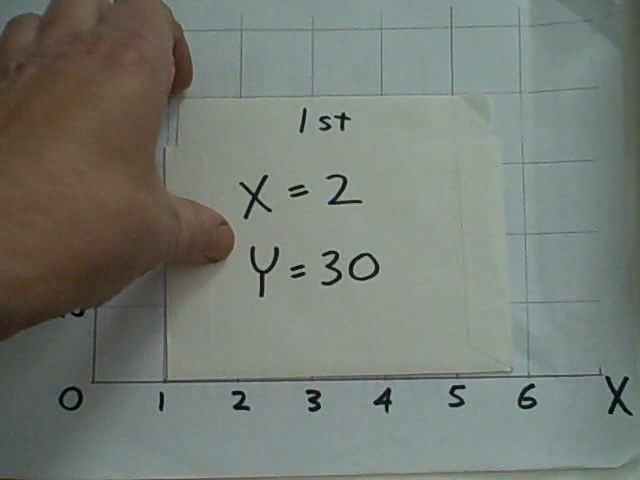 1st
X = 2
Y = 30
0 1 2 3 4 5 6 X